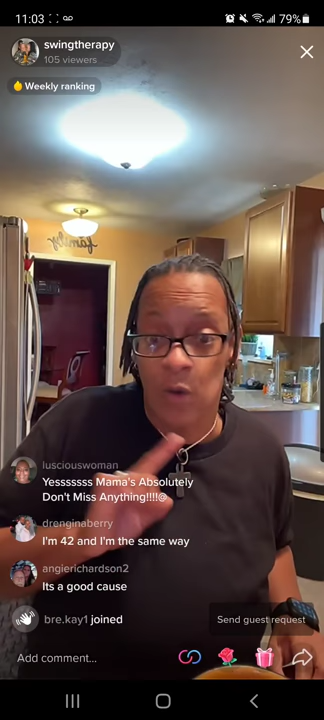 11:03
79%
swingtherapy
105 viewers
Weekly ranking
family
lusciouswoman
Yesssssss Mama's Absolutely
Don't Miss Anything!!!!@
drenginaberry
I'm 42 and I'm the same way
angierichardson2
Its a good cause
bre.kay1 joined
Send guest request
Add comment...